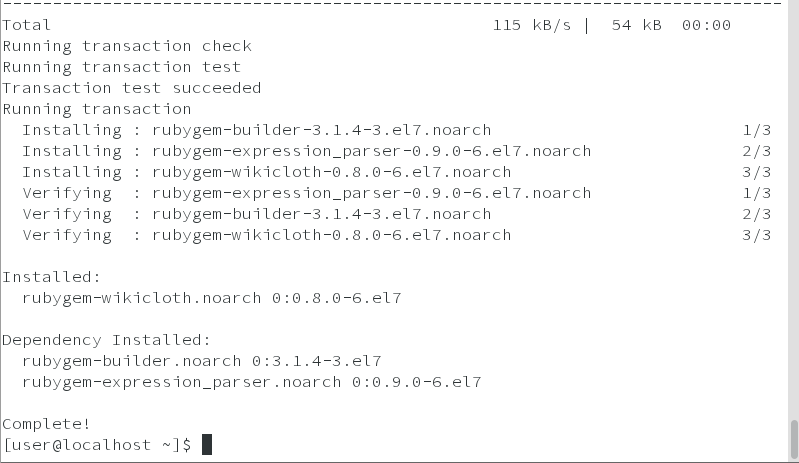 --------------------------------------------------------------------------------
Total                                            115 kB/s |  54 kB  00:00
Running transaction check
Running transaction test
Transaction test succeeded
Running transaction
  Installing : rubygem-builder-3.1.4-3.el7.noarch                         1/3
  Installing : rubygem-expression_parser-0.9.0-6.el7.noarch               2/3
  Installing : rubygem-wikicloth-0.8.0-6.el7.noarch                       3/3
  Verifying  : rubygem-expression_parser-0.9.0-6.el7.noarch               1/3
  Verifying  : rubygem-builder-3.1.4-3.el7.noarch                         2/3
  Verifying  : rubygem-wikicloth-0.8.0-6.el7.noarch                       3/3

Installed:
  rubygem-wikicloth.noarch 0:0.8.0-6.el7

Dependency Installed:
  rubygem-builder.noarch 0:3.1.4-3.el7
  rubygem-expression_parser.noarch 0:0.9.0-6.el7

Complete!
[user@localhost ~]$